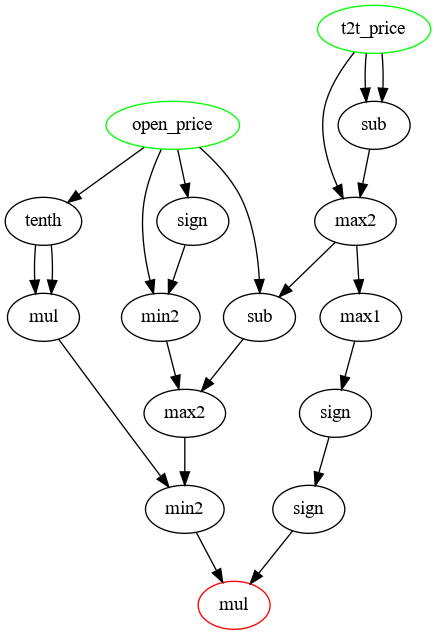 t2t_price
open_price
sub
tenth
sign
max2
mul
min2
sub
max1
max2
sign
min2
sign
mul